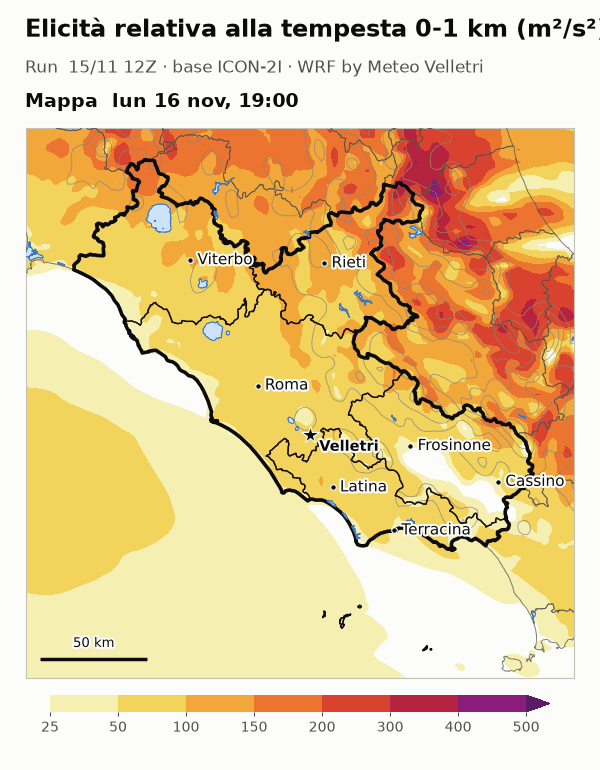 Elicità relativa alla tempesta 0-1 km (m²/s²)
Run 15/11 12Z · base ICON-2I · WRF by Meteo Velletri
Mappa lun 16 nov, 19:00
Viterbo
Rieti
Roma
Velletri
Frosinone
Cassino
Latina
Terracina
50 km
25 50 100 150 200 300 400 500